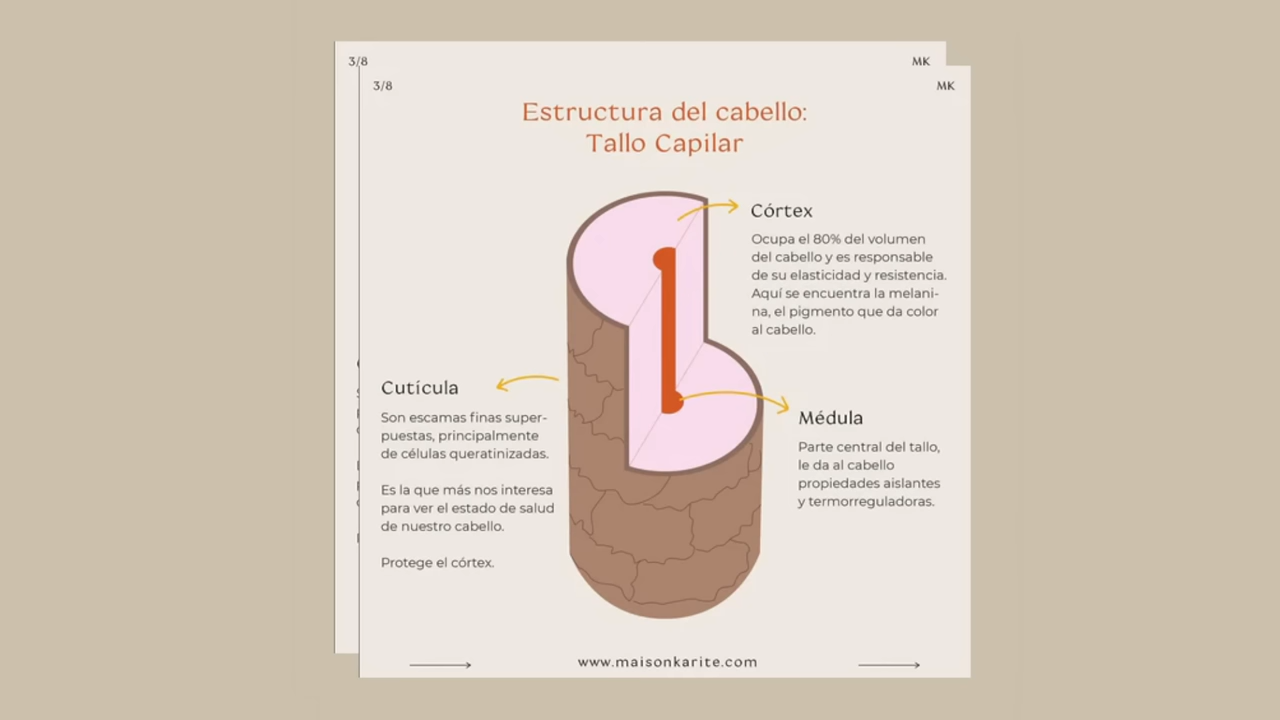 3/8
MK
3/8
MK
Estructura del cabello:
Tallo Capilar
Córtex
Ocupa el 80% del volumen
del cabello y es responsable
de su elasticidad y resistencia.
Aquí se encuentra la melani-
na, el pigmento que da color
al cabello.
Cutícula
Son escamas finas super-
puestas, principalmente
de células queratinizadas.
Es la que más nos interesa
para ver el estado de salud
de nuestro cabello.
Protege el córtex.
Médula
Parte central del tallo,
le da al cabello
propiedades aislantes
y termorreguladoras.
www.maisonkarite.com